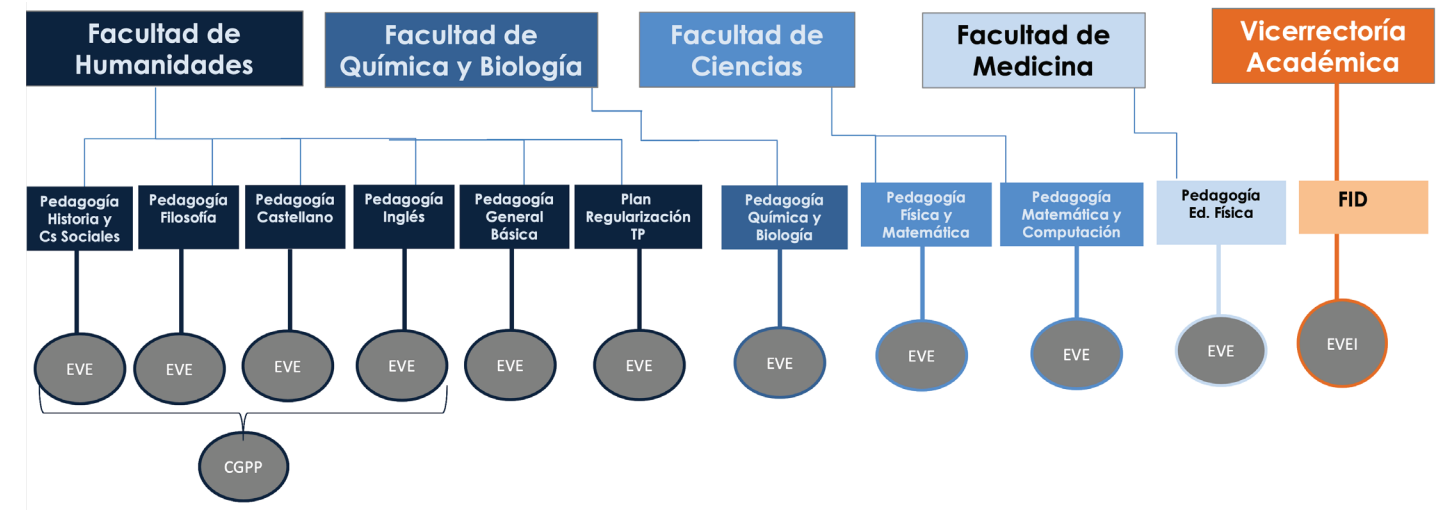 Facultad de
Humanidades
Facultad de
Química y Biología
Facultad de
Ciencias
Facultad de
Medicina
Vicerrectoría
Académica
Pedagogía
Historia y
Cs Sociales
Pedagogía
Filosofía
Pedagogía
Castellano
Pedagogía
Inglés
Pedagogía
General
Básica
Plan
Regularización
TP
Pedagogía
Química y
Biología
Pedagogía
Física y
Matemática
Pedagogía
Matemática y
Computación
Pedagogía
Ed. Física
FID
EVE
EVE
EVE
EVE
EVE
EVE
EVE
EVE
EVE
EVE
EVEI
CGPP